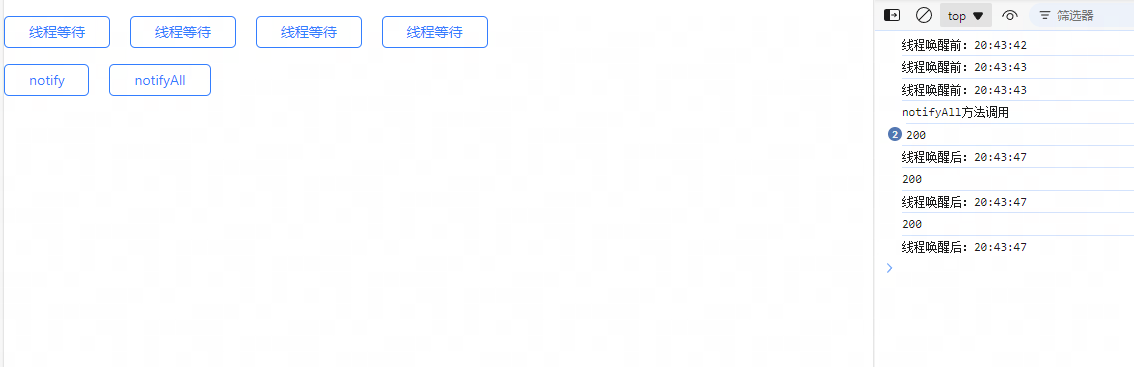 线程等待 线程等待 线程等待 线程等待
notify notifyAll
top 筛选器
线程唤醒前: 20:43:42
线程唤醒前: 20:43:43
线程唤醒前: 20:43:43
notifyAll方法调用
2 200
线程唤醒后: 20:43:47
200
线程唤醒后: 20:43:47
200
线程唤醒后: 20:43:47